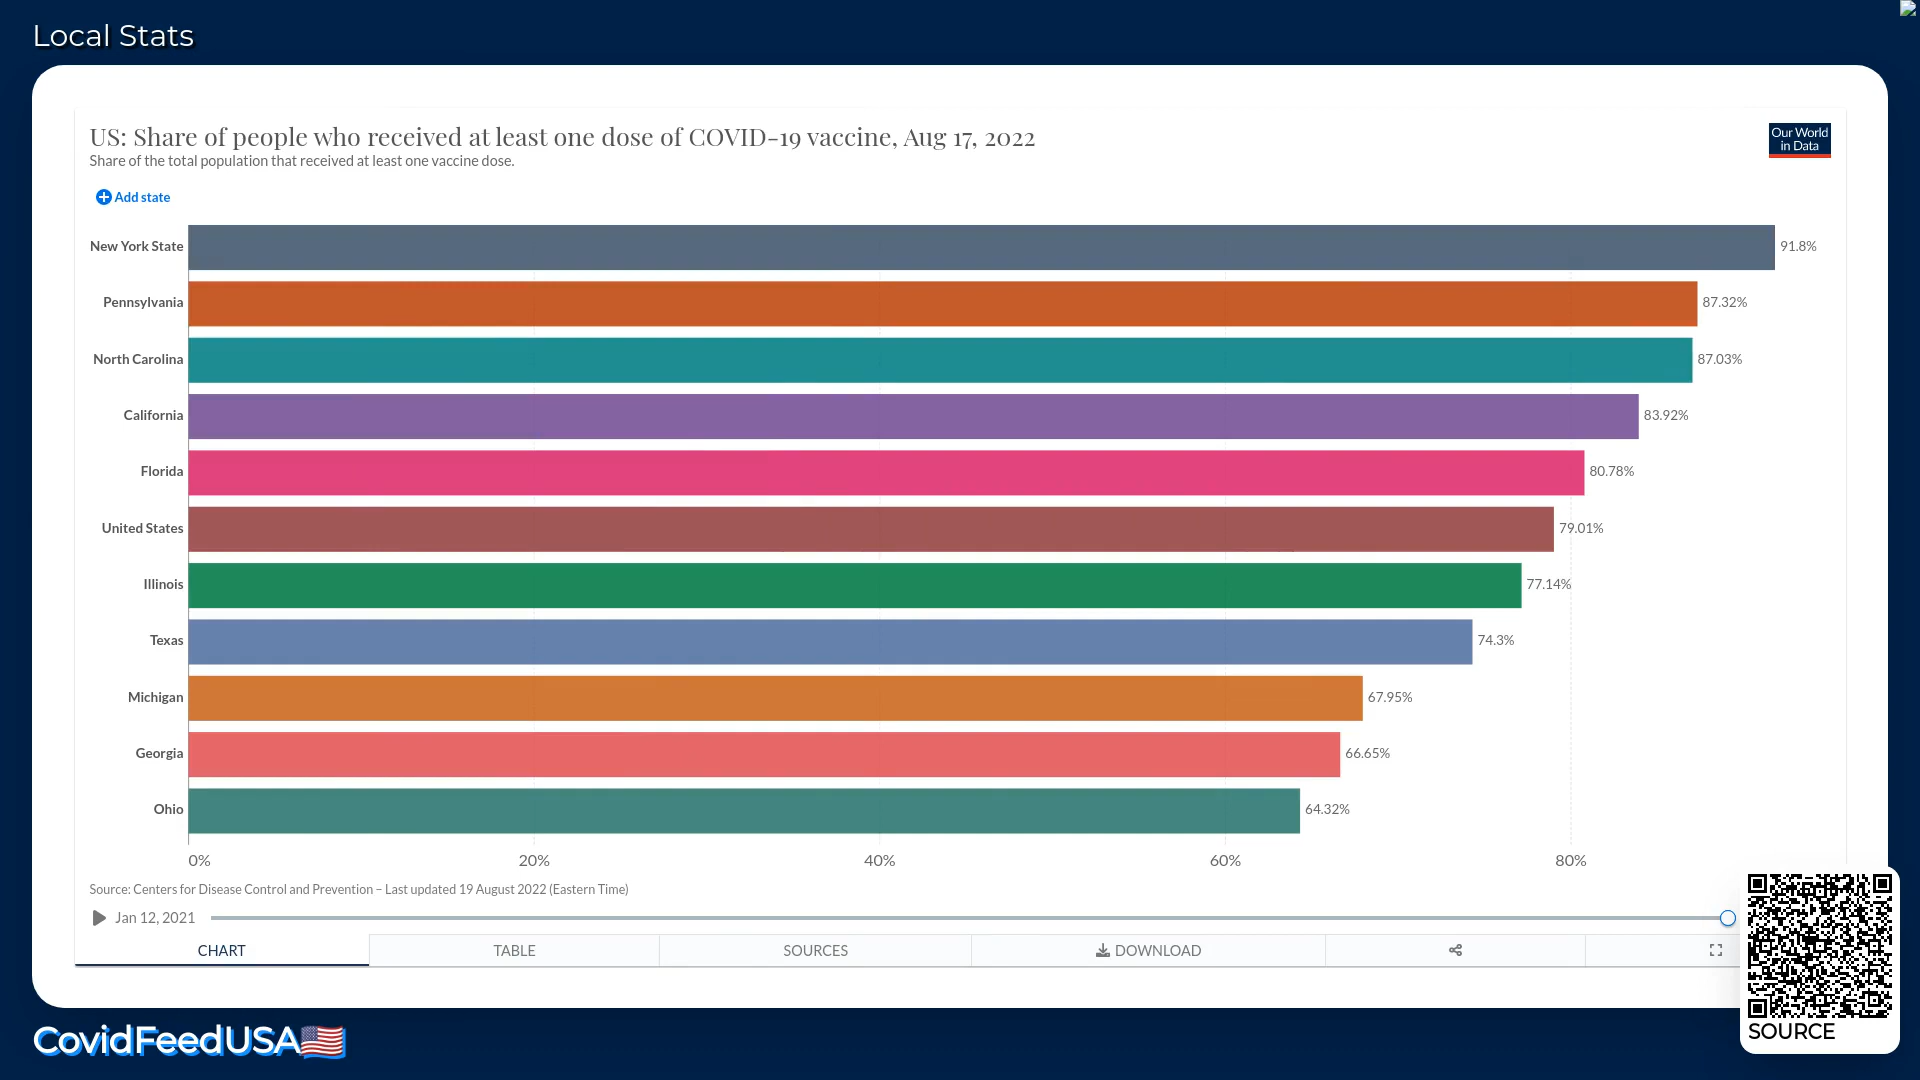 Local Stats
US: Share of people who received at least one dose of COVID-19 vaccine, Aug 17, 2022
Share of the total population that received at least one vaccine dose.
Our World
in Data
Add state
New York State 91.8%
Pennsylvania 87.32%
North Carolina 87.03%
California 83.92%
Florida 80.78%
United States 79.01%
Illinois 77.14%
Texas 74.3%
Michigan 67.95%
Georgia 66.65%
Ohio 64.32%
0% 20% 40% 60% 80%
Source: Centers for Disease Control and Prevention – Last updated 19 August 2022 (Eastern Time)
Jan 12, 2021
CHART TABLE SOURCES DOWNLOAD
SOURCE
CovidFeedUSA